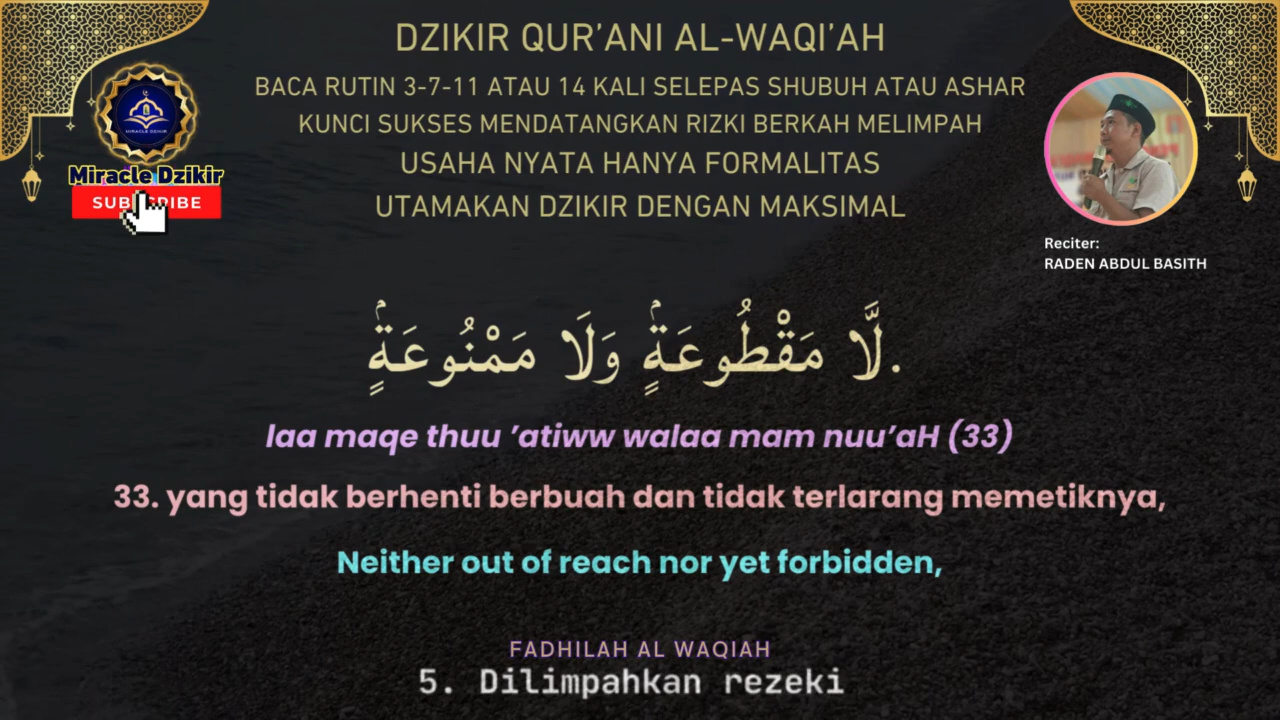 DZIKIR QUR'ANI AL-WAQI'AH
BACA RUTIN 3-7-11 ATAU 14 KALI SELEPAS SHUBUH ATAU ASHAR
KUNCI SUKSES MENDATANGKAN RIZKI BERKAH MELIMPAH
USAHA NYATA HANYA FORMALITAS
UTAMAKAN DZIKIR DENGAN MAKSIMAL
MIRACLE DZIKIR
Miracle Dzikir
SUBSCRIBE
Reciter:
RADEN ABDUL BASITH
لَّا مَقْطُوعَةٍۢ وَلَا مَمْنُوعَةٍۢ.
laa maqe thuu 'atiww walaa mam nuu'aH (33)
33. yang tidak berhenti berbuah dan tidak terlarang memetiknya,
Neither out of reach nor yet forbidden,
FADHILAH AL WAQIAH
5. Dilimpahkan rezeki